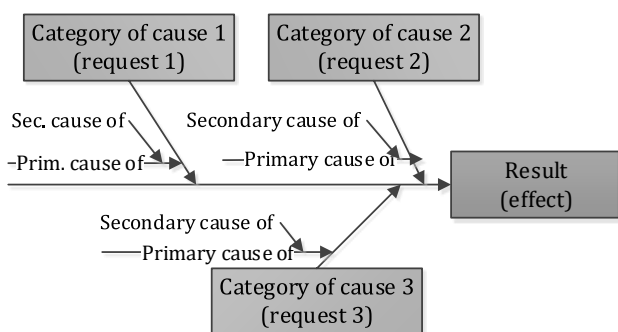 Category of cause 1
(request 1)
Category of cause 2
(request 2)
Sec. cause of
Prim. cause of
Secondary cause of
Primary cause of
Result
(effect)
Secondary cause of
Primary cause of
Category of cause 3
(request 3)